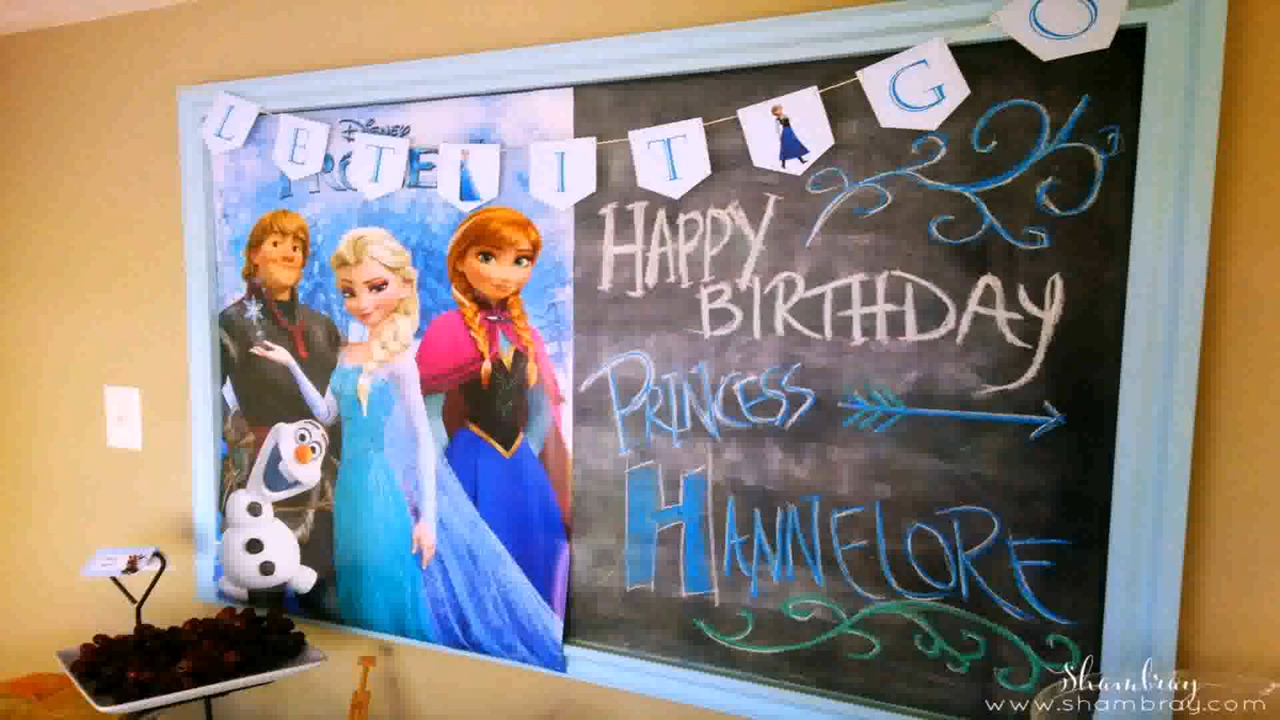 LET IT GO
DISNEY
FROZEN
HAPPY
BIRTHDAY
PRINCESS
HANNELORE
Shambray
www.shambray.com